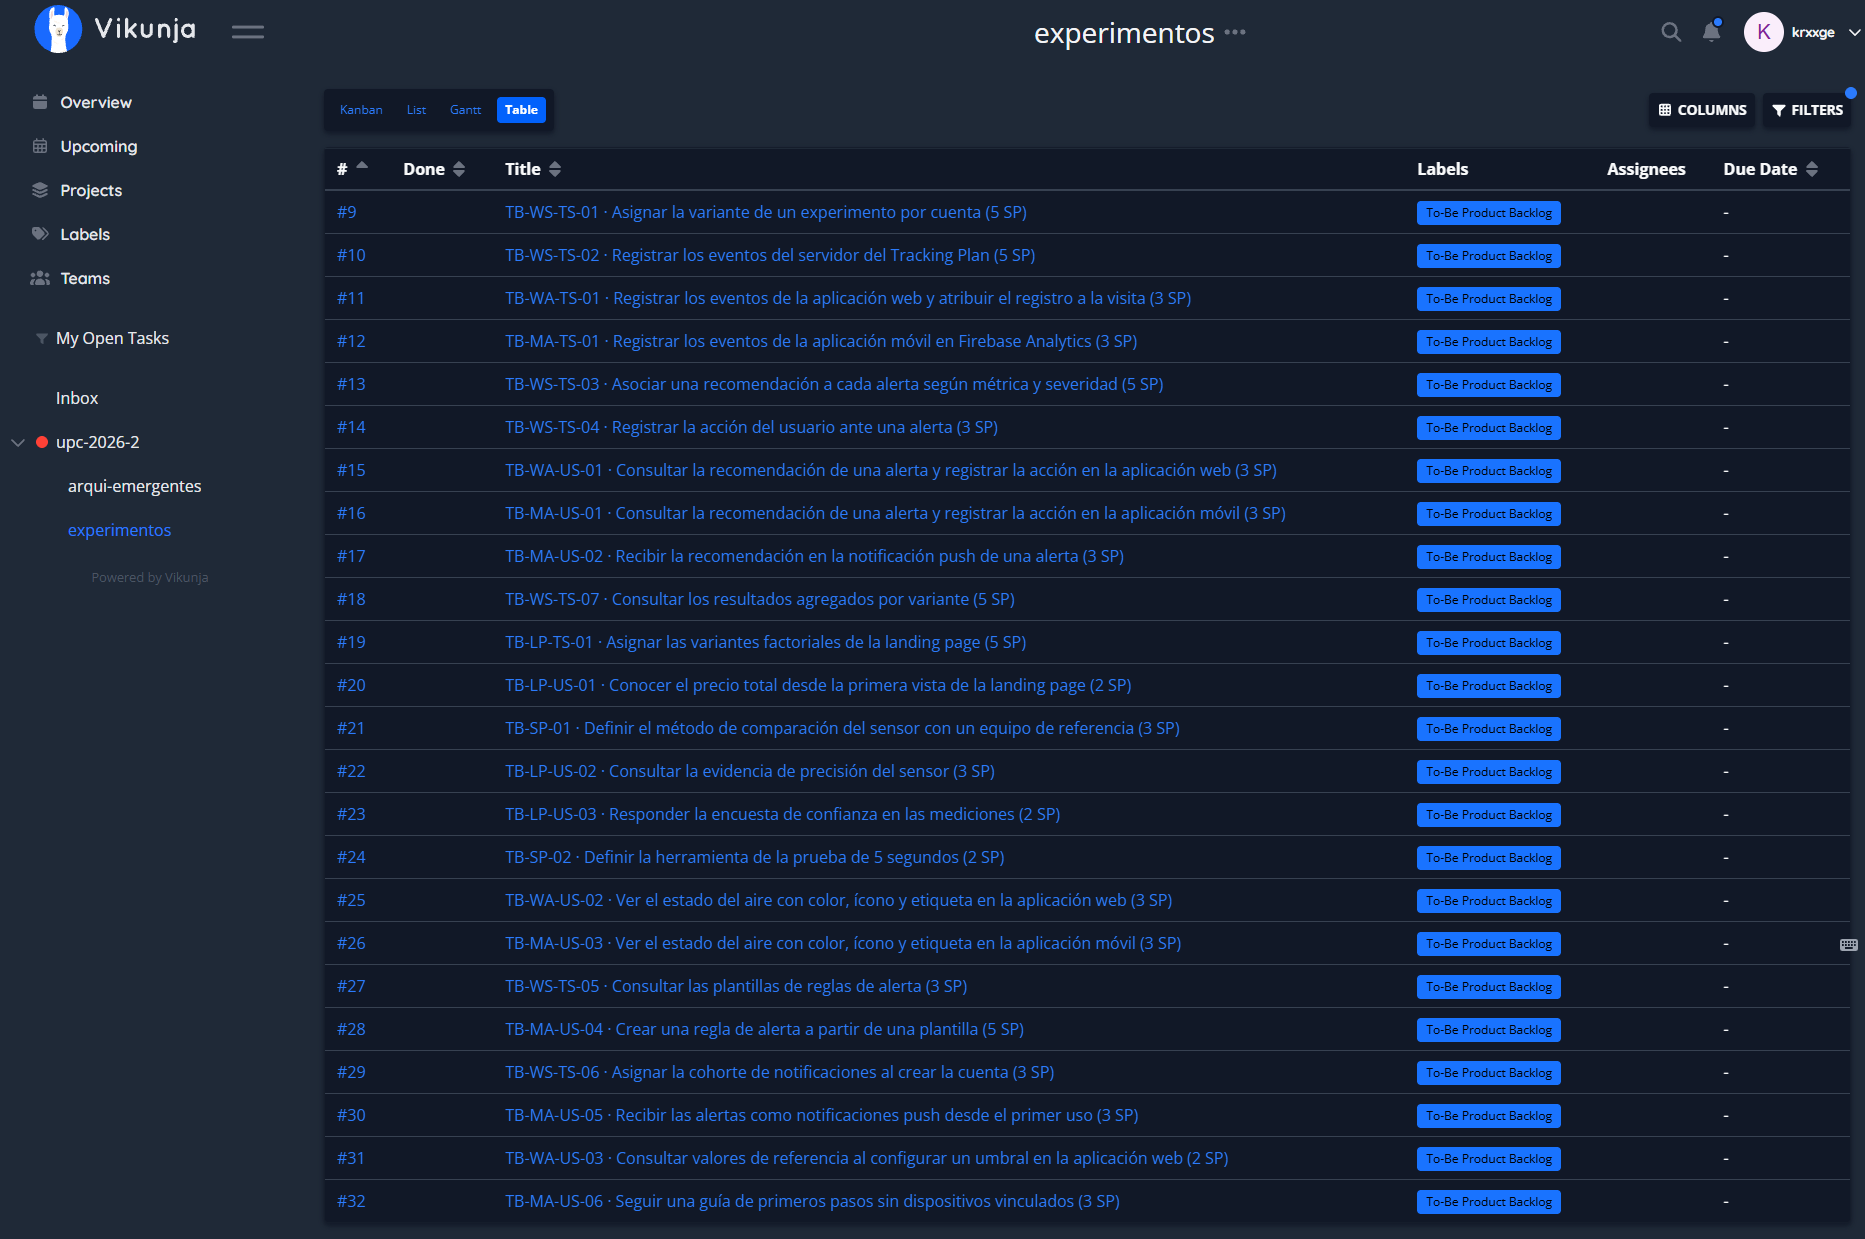 Vikunja
experimentos
K krxxge
Overview
Upcoming
Projects
Labels
Teams
My Open Tasks
Inbox
upc-2026-2
arqui-emergentes
experimentos
Powered by Vikunja
Kanban List Gantt Table
COLUMNS FILTERS
# Done Title Labels Assignees Due Date
#9 TB-WS-TS-01 · Asignar la variante de un experimento por cuenta (5 SP) To-Be Product Backlog -
#10 TB-WS-TS-02 · Registrar los eventos del servidor del Tracking Plan (5 SP) To-Be Product Backlog -
#11 TB-WA-TS-01 · Registrar los eventos de la aplicación web y atribuir el registro a la visita (3 SP) To-Be Product Backlog -
#12 TB-MA-TS-01 · Registrar los eventos de la aplicación móvil en Firebase Analytics (3 SP) To-Be Product Backlog -
#13 TB-WS-TS-03 · Asociar una recomendación a cada alerta según métrica y severidad (5 SP) To-Be Product Backlog -
#14 TB-WS-TS-04 · Registrar la acción del usuario ante una alerta (3 SP) To-Be Product Backlog -
#15 TB-WA-US-01 · Consultar la recomendación de una alerta y registrar la acción en la aplicación web (3 SP) To-Be Product Backlog -
#16 TB-MA-US-01 · Consultar la recomendación de una alerta y registrar la acción en la aplicación móvil (3 SP) To-Be Product Backlog -
#17 TB-MA-US-02 · Recibir la recomendación en la notificación push de una alerta (3 SP) To-Be Product Backlog -
#18 TB-WS-TS-07 · Consultar los resultados agregados por variante (5 SP) To-Be Product Backlog -
#19 TB-LP-TS-01 · Asignar las variantes factoriales de la landing page (5 SP) To-Be Product Backlog -
#20 TB-LP-US-01 · Conocer el precio total desde la primera vista de la landing page (2 SP) To-Be Product Backlog -
#21 TB-SP-01 · Definir el método de comparación del sensor con un equipo de referencia (3 SP) To-Be Product Backlog -
#22 TB-LP-US-02 · Consultar la evidencia de precisión del sensor (3 SP) To-Be Product Backlog -
#23 TB-LP-US-03 · Responder la encuesta de confianza en las mediciones (2 SP) To-Be Product Backlog -
#24 TB-SP-02 · Definir la herramienta de la prueba de 5 segundos (2 SP) To-Be Product Backlog -
#25 TB-WA-US-02 · Ver el estado del aire con color, ícono y etiqueta en la aplicación web (3 SP) To-Be Product Backlog -
#26 TB-MA-US-03 · Ver el estado del aire con color, ícono y etiqueta en la aplicación móvil (3 SP) To-Be Product Backlog -
#27 TB-WS-TS-05 · Consultar las plantillas de reglas de alerta (3 SP) To-Be Product Backlog -
#28 TB-MA-US-04 · Crear una regla de alerta a partir de una plantilla (5 SP) To-Be Product Backlog -
#29 TB-WS-TS-06 · Asignar la cohorte de notificaciones al crear la cuenta (3 SP) To-Be Product Backlog -
#30 TB-MA-US-05 · Recibir las alertas como notificaciones push desde el primer uso (3 SP) To-Be Product Backlog -
#31 TB-WA-US-03 · Consultar valores de referencia al configurar un umbral en la aplicación web (2 SP) To-Be Product Backlog -
#32 TB-MA-US-06 · Seguir una guía de primeros pasos sin dispositivos vinculados (3 SP) To-Be Product Backlog -